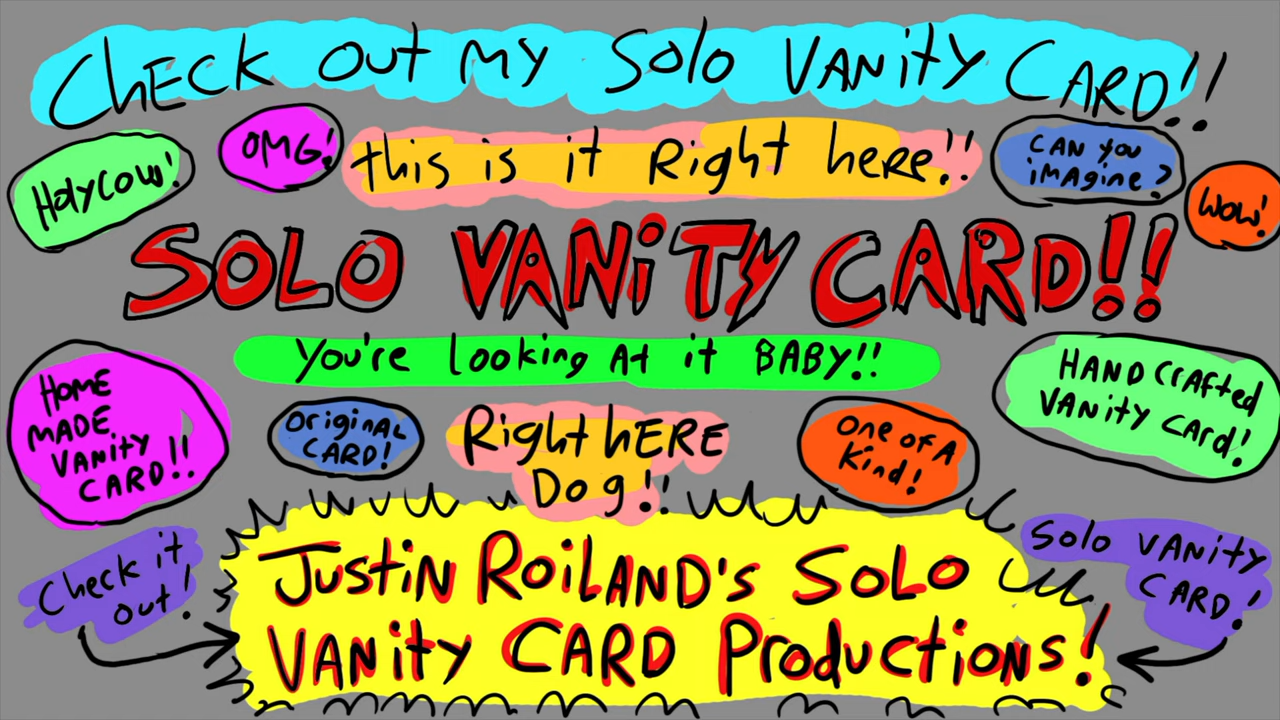 ChECK Out MY Solo VANitY CARD!!
OMG!
this is it Right here!!
CAN You
iMAgine?
HolyCow!
Wow!
SOLO VANiTY CARD!!
You're looking At it BABY!!
HOME
MADE
VANity
CARD!!
OriginAL
CARD!
Right hERE
Dog!!
One of A
Kind!
HAND CrAfted
VANity CArd!
Check it
out!
Solo VANity
CARD!
JustiN RoiLAND's SoLo
VANity CARD Productions!